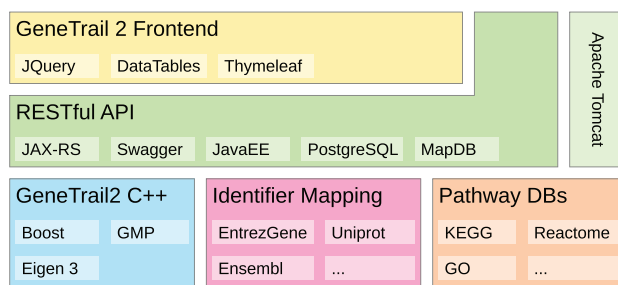 GeneTrail 2 Frontend
JQuery DataTables Thymeleaf
Apache Tomcat
RESTful API
JAX-RS Swagger JavaEE PostgreSQL MapDB
GeneTrail2 C++
Boost GMP
Eigen 3
Identifier Mapping
EntrezGene Uniprot
Ensembl ...
Pathway DBs
KEGG Reactome
GO ...